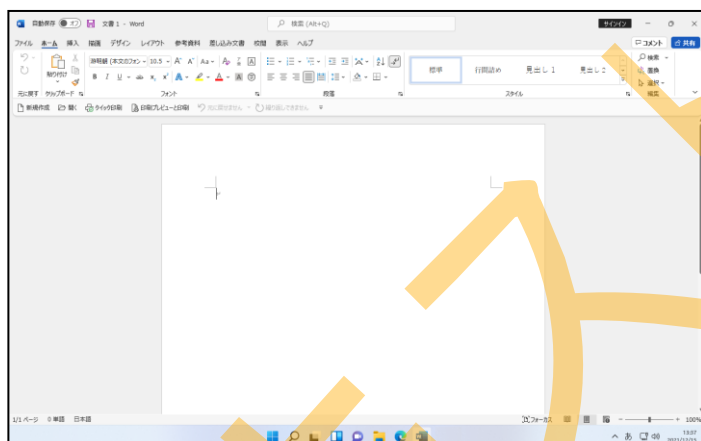 自動保存 オフ 文書 1 - Word 検索 (Alt+Q) サインイン
ファイル ホーム 挿入 描画 デザイン レイアウト 参考資料 差し込み文書 校閲 表示 ヘルプ コメント 共有
貼り付け 游明朝 (本文のフォン 10.5 標準 行間詰め 見出し 1 見出し 2 検索
置換
選択
元に戻す クリップボード フォント 段落 スタイル 編集
新規作成 開く クイック印刷 印刷プレビューと印刷 元に戻せません 繰り返しできません
1/1 ページ 0 単語 日本語 フォーカス 100%
あ 13:07